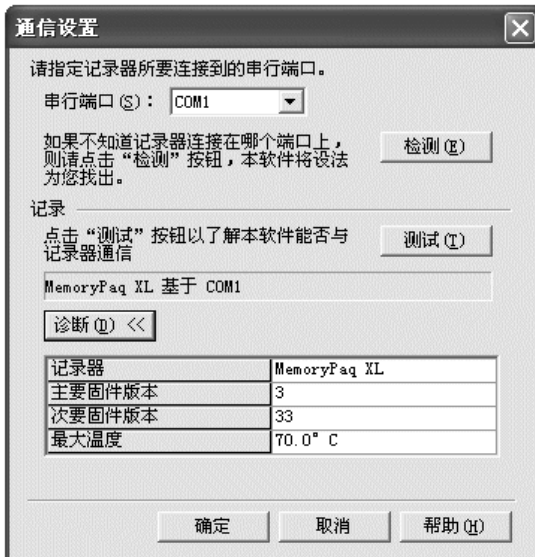 通信设置
请指定记录器所要连接到的串行端口。
串行端口(S)： COM1
如果不知道记录器连接在哪个端口上，
则请点击“检测”按钮，本软件将设法
为您找出。
检测(E)
记录
点击“测试”按钮以了解本软件能否与
记录器通信
测试(T)
MemoryPaq XL 基于 COM1
诊断(D) <<
记录器 MemoryPaq XL
主要固件版本 3
次要固件版本 33
最大温度 70.0° C
确定 取消 帮助(H)